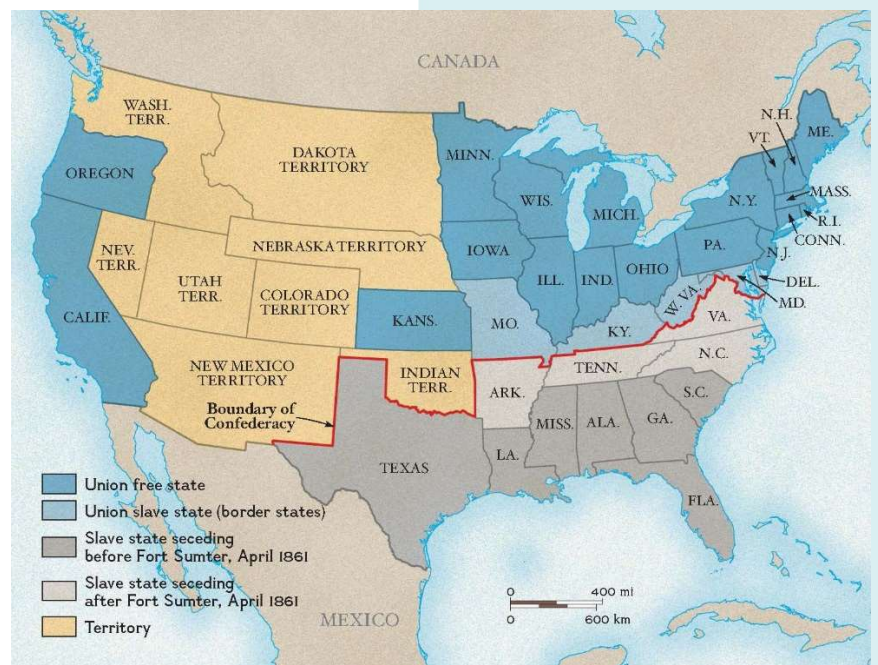 CANADA
WASH.
TERR.
DAKOTA
TERRITORY
MINN.
N.H.
VT.
ME.
OREGON
WIS.
MICH.
N.Y.
MASS.
R.I.
CONN.
NEV.
TERR.
NEBRASKA TERRITORY
IOWA
PA.
N.J.
UTAH
TERR.
COLORADO
TERRITORY
ILL.
IND.
OHIO
DEL.
MD.
CALIF.
KANS.
MO.
KY.
W. VA.
VA.
NEW MEXICO
TERRITORY
INDIAN
TERR.
ARK.
TENN.
N.C.
S.C.
Boundary of
Confederacy
TEXAS
LA.
MISS.
ALA.
GA.
FLA.
Union free state
Union slave state (border states)
Slave state seceding
before Fort Sumter, April 1861
Slave state seceding
after Fort Sumter, April 1861
Territory
MEXICO
0 400 mi
0 600 km